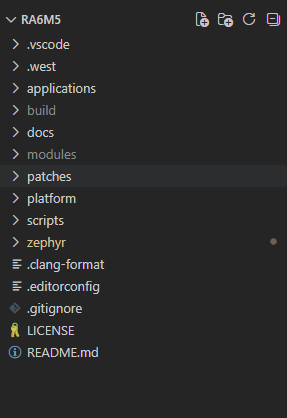 RA6M5
.vscode
.west
applications
build
docs
modules
patches
platform
scripts
zephyr
.clang-format
.editorconfig
.gitignore
LICENSE
README.md